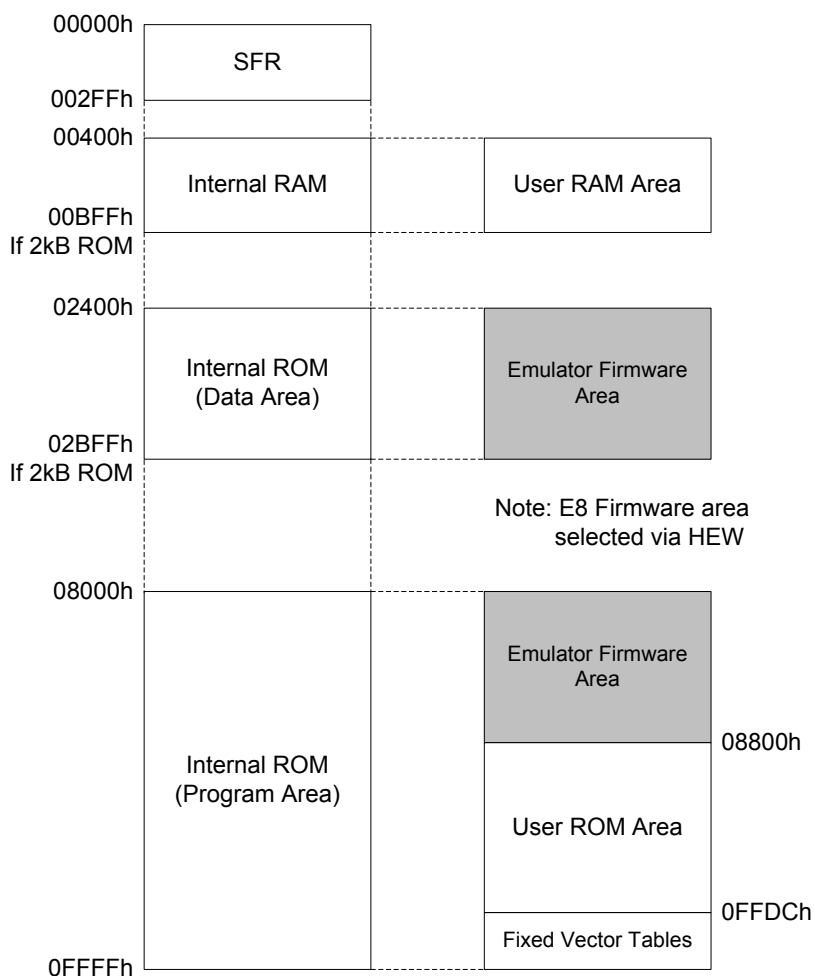 00000h
SFR
002FFh
00400h
Internal RAM
User RAM Area
00BFFh
If 2kB ROM
02400h
Internal ROM
(Data Area)
Emulator Firmware
Area
02BFFh
If 2kB ROM
Note: E8 Firmware area
selected via HEW
08000h
Emulator Firmware
Area
08800h
Internal ROM
(Program Area)
User ROM Area
0FFDCh
Fixed Vector Tables
0FFFFh